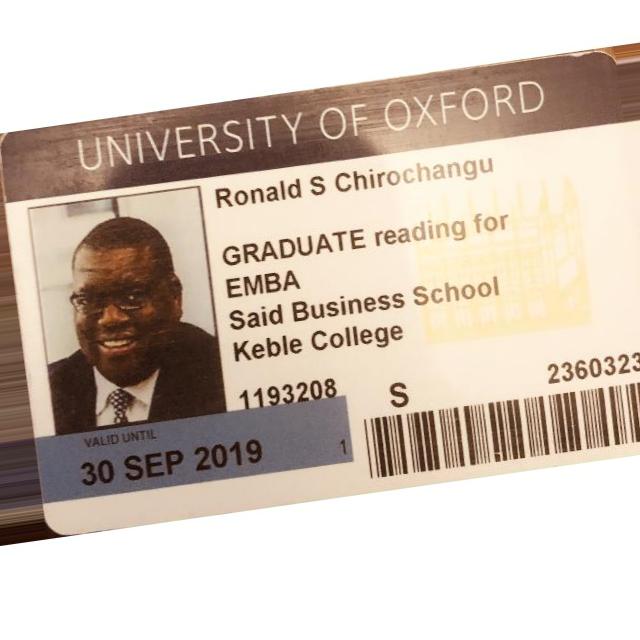 UNIVERSITY OF OXFORD
Ronald S Chirochangu
GRADUATE reading for
EMBA
Said Business School
Keble College
1193208 S 2360323
VALID UNTIL
30 SEP 2019 1